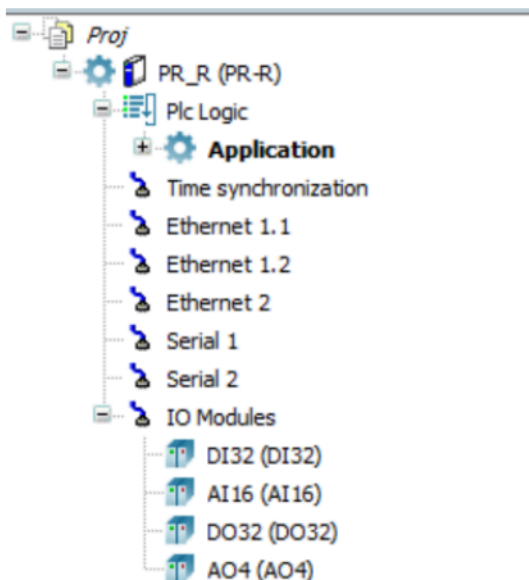 Proj
PR_R (PR-R)
Plc Logic
Application
Time synchronization
Ethernet 1.1
Ethernet 1.2
Ethernet 2
Serial 1
Serial 2
IO Modules
DI32 (DI32)
AI16 (AI16)
DO32 (DO32)
AO4 (AO4)